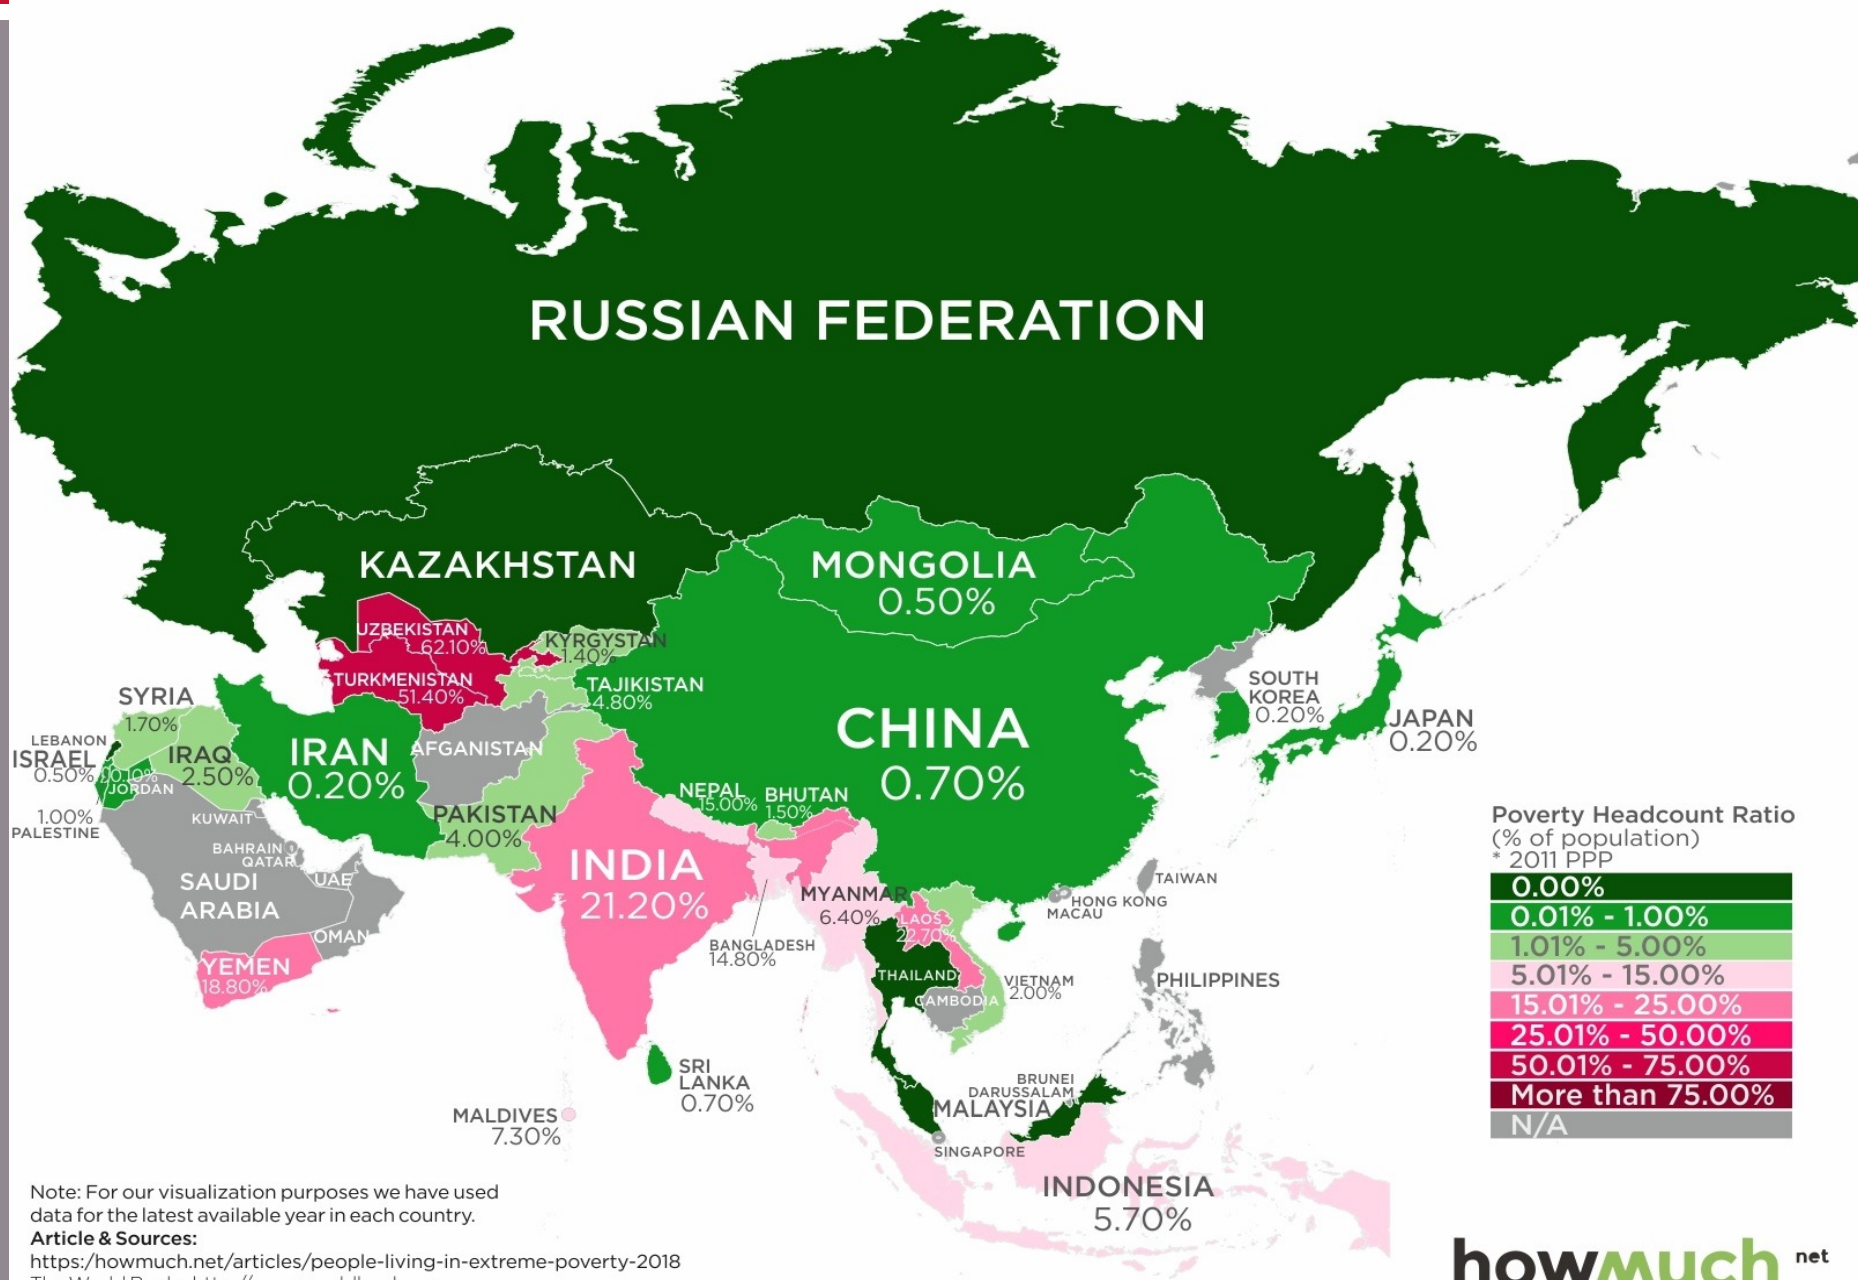 RUSSIAN FEDERATION
KAZAKHSTAN
MONGOLIA
0.50%
UZBEKISTAN
62.10%
KYRGYSTAN
1.40%
TURKMENISTAN
51.40%
TAJIKISTAN
4.80%
SYRIA
1.70%
LEBANON
ISRAEL
0.50%
0.10%
JORDAN
IRAQ
2.50%
IRAN
0.20%
AFGANISTAN
CHINA
0.70%
SOUTH
KOREA
0.20%
JAPAN
0.20%
1.00%
PALESTINE
KUWAIT
PAKISTAN
4.00%
NEPAL
15.00%
BHUTAN
1.50%
BAHRAIN
QATAR
UAE
SAUDI
ARABIA
OMAN
YEMEN
18.80%
INDIA
21.20%
BANGLADESH
14.80%
MYANMAR
6.40%
LAOS
22.70%
TAIWAN
HONG KONG
MACAU
THAILAND
CAMBODIA
VIETNAM
2.00%
PHILIPPINES
SRI
LANKA
0.70%
MALDIVES
7.30%
BRUNEI
DARUSSALAM
MALAYSIA
SINGAPORE
INDONESIA
5.70%
Poverty Headcount Ratio
(% of population)
* 2011 PPP
0.00%
0.01% - 1.00%
1.01% - 5.00%
5.01% - 15.00%
15.01% - 25.00%
25.01% - 50.00%
50.01% - 75.00%
More than 75.00%
N/A
Note: For our visualization purposes we have used
data for the latest available year in each country.
Article & Sources:
https:/howmuch.net/articles/people-living-in-extreme-poverty-2018
howmuch net